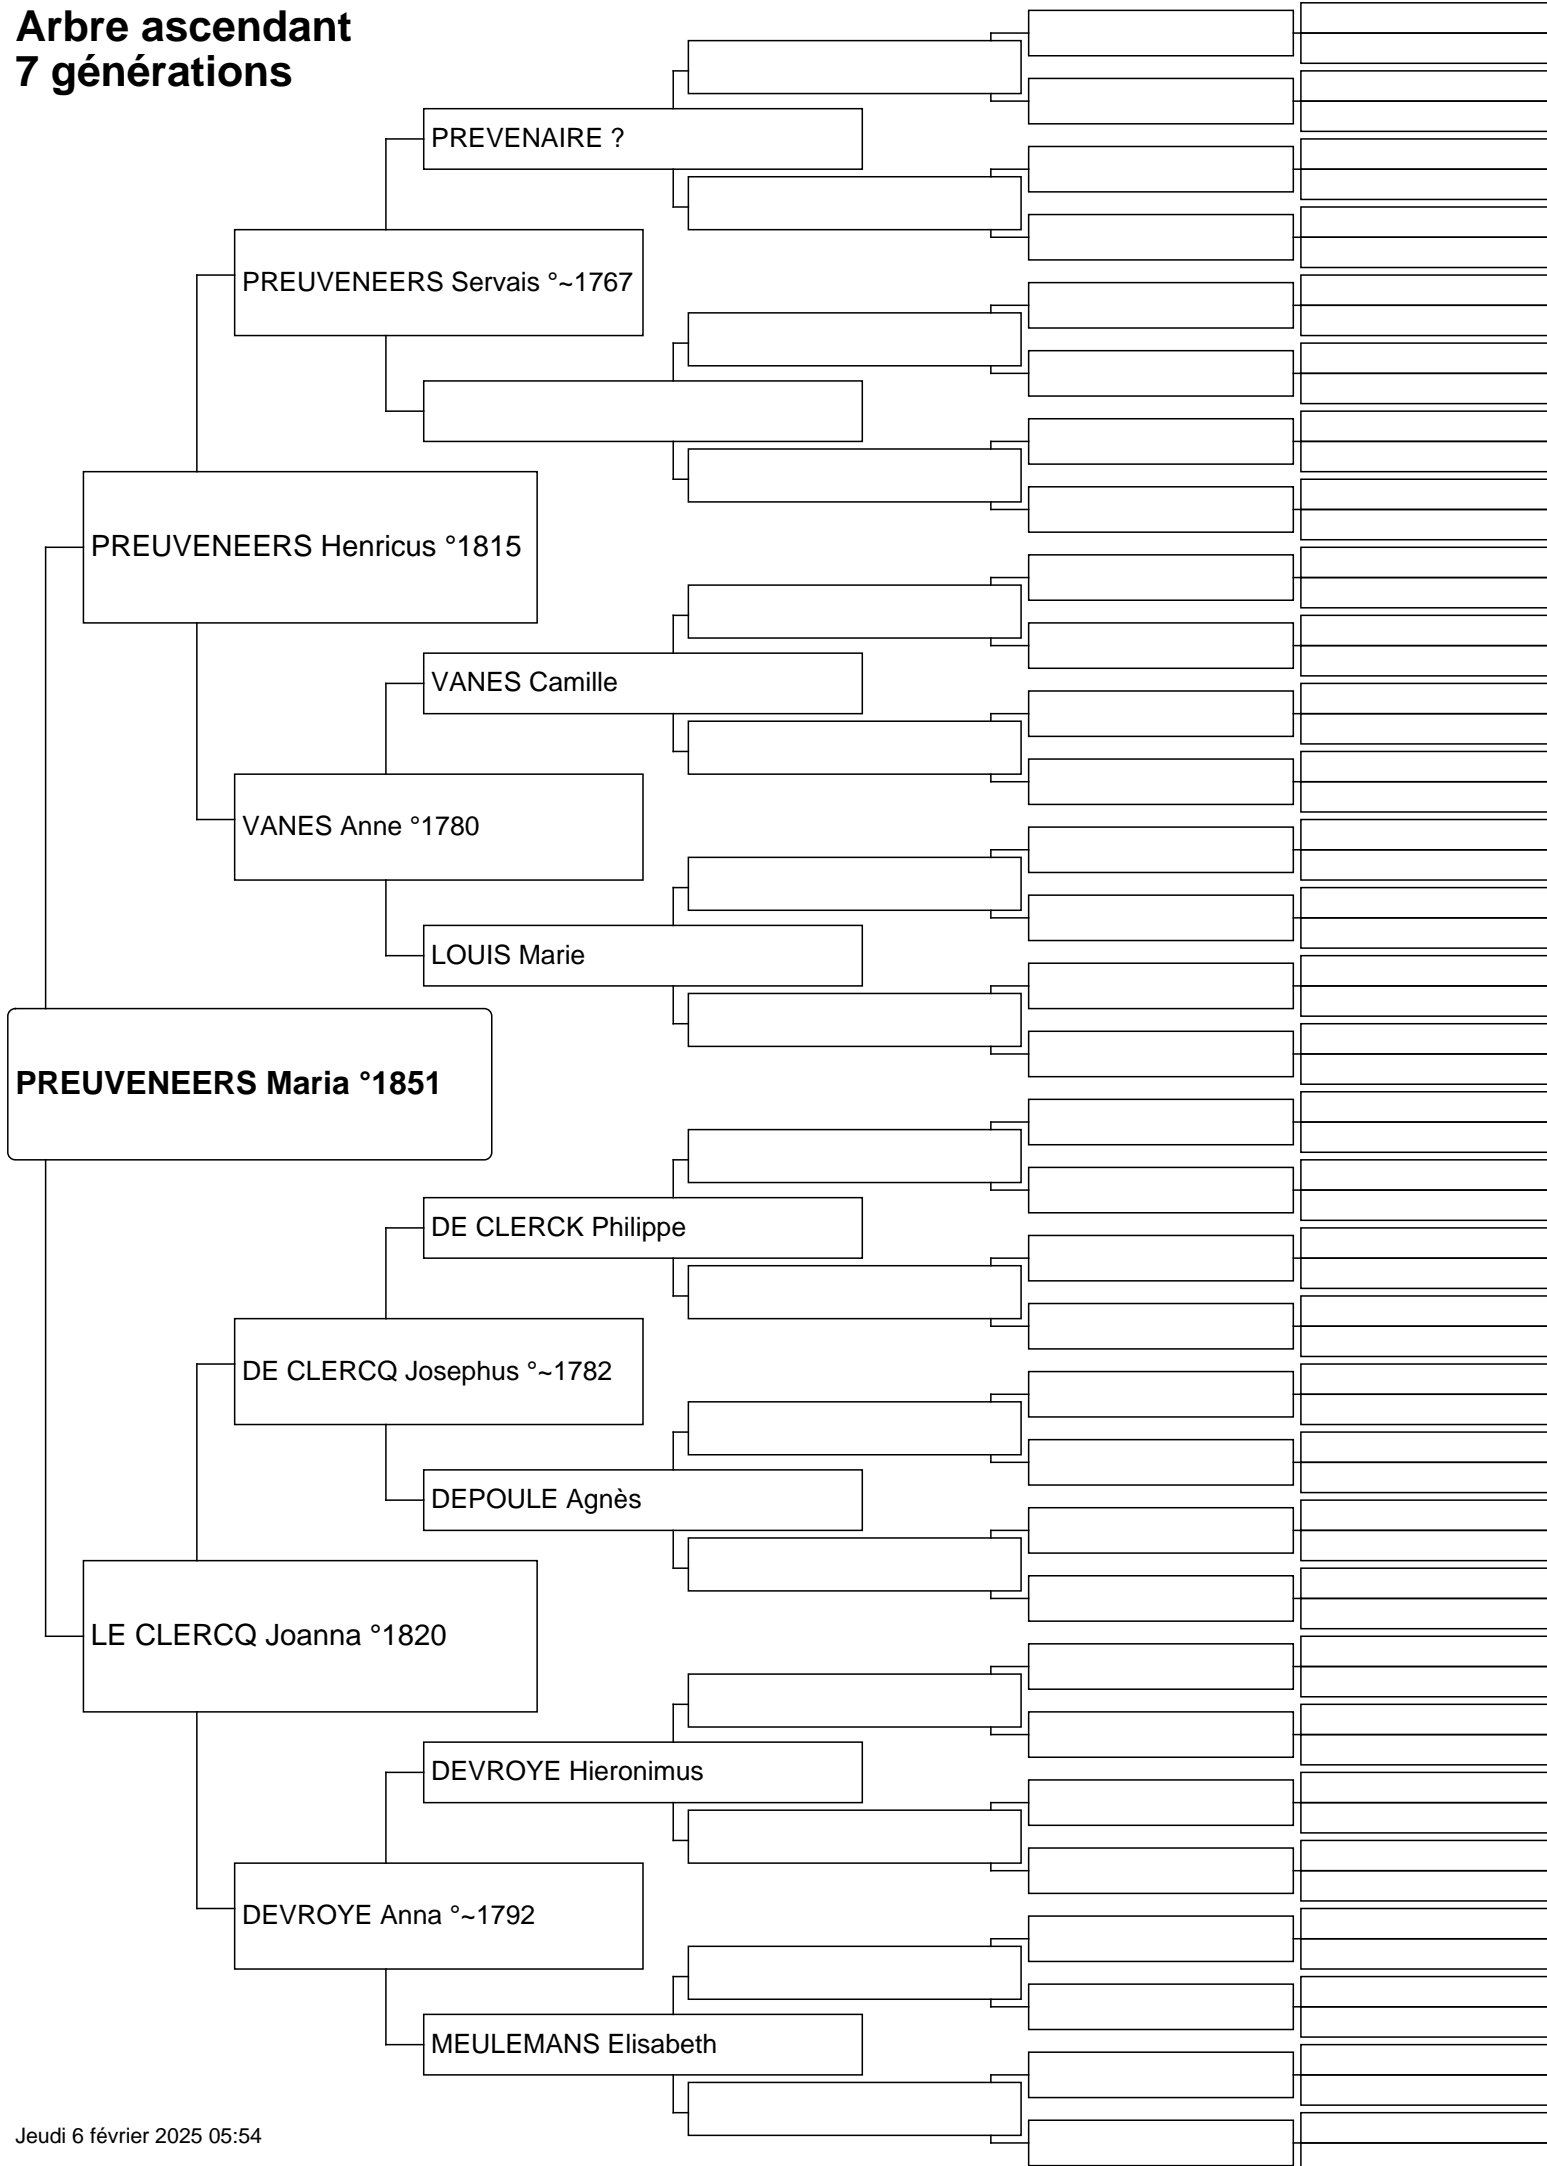 Arbre ascendant
7 générations
PREVENAIRE ?
PREUVENEERS Servais °~1767
PREUVENEERS Henricus °1815
VANES Camille
VANES Anne °1780
LOUIS Marie
PREUVENEERS Maria °1851
DE CLERCK Philippe
DE CLERCQ Josephus °~1782
DEPOULE Agnès
LE CLERCQ Joanna °1820
DEVROYE Hieronimus
DEVROYE Anna °~1792
MEULEMANS Elisabeth
Jeudi 6 février 2025 05:54